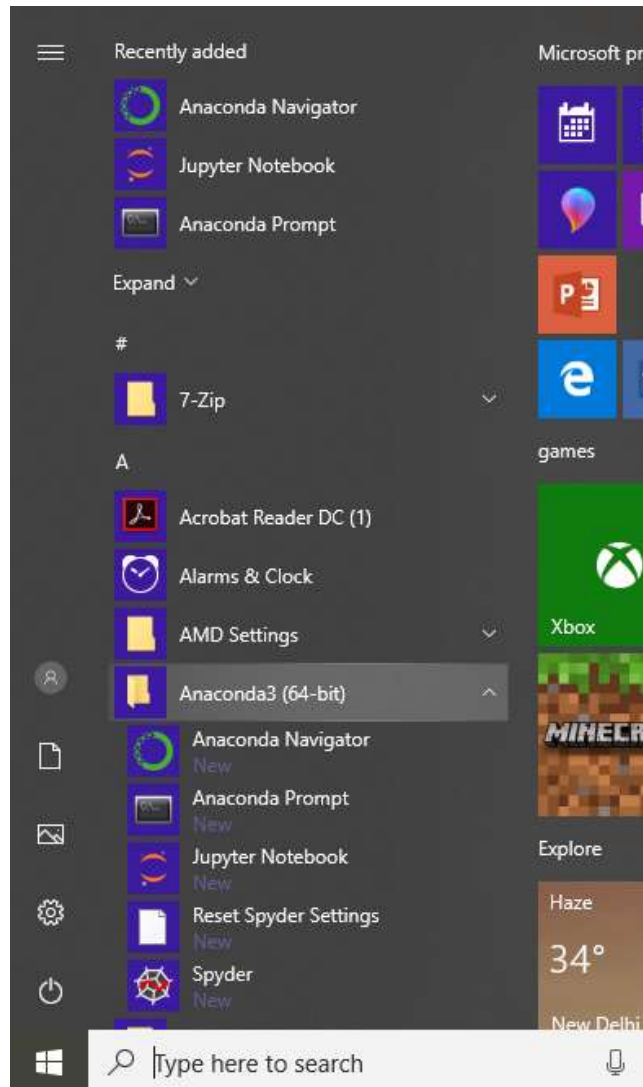 Recently added
Anaconda Navigator
Jupyter Notebook
Anaconda Prompt
Expand
#
7-Zip
A
Acrobat Reader DC (1)
Alarms & Clock
AMD Settings
Anaconda3 (64-bit)
Anaconda Navigator
New
Anaconda Prompt
New
Jupyter Notebook
New
Reset Spyder Settings
New
Spyder
New
Type here to search
Microsoft pr
games
Xbox
MINECR
Explore
Haze
34°
New Delhi